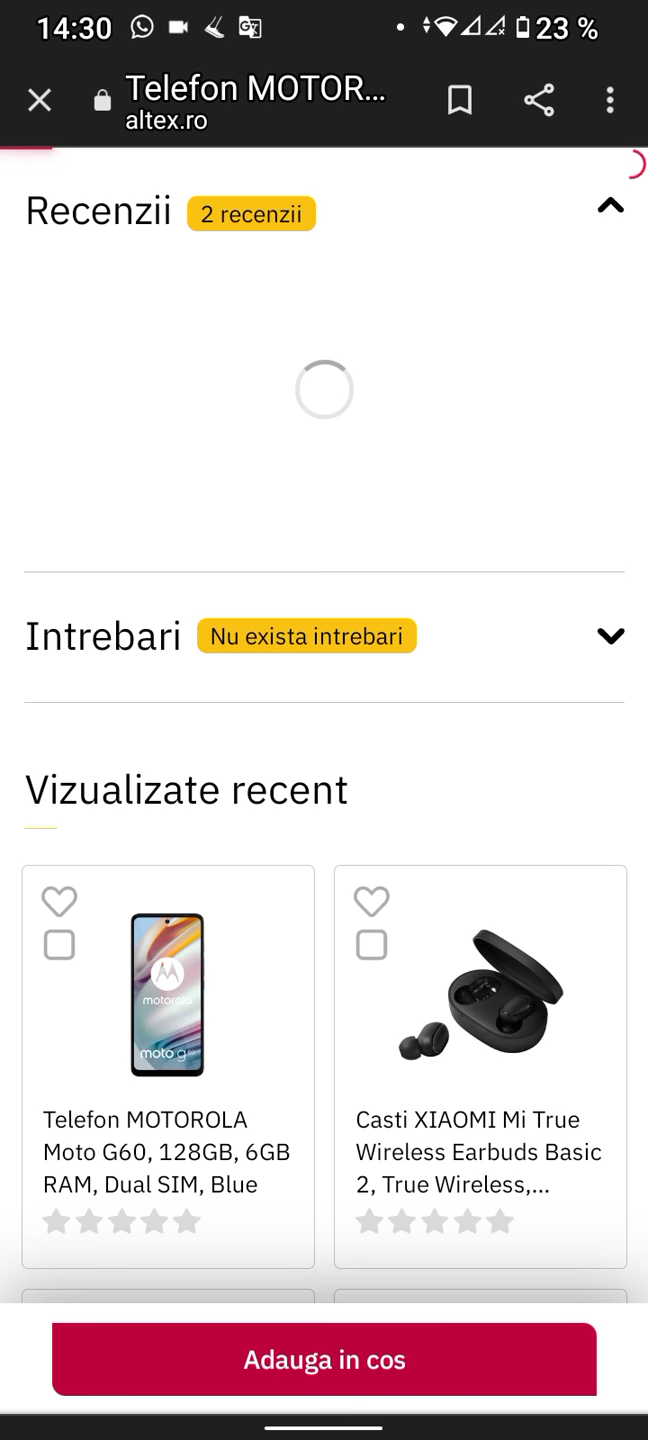 14:30
23 %
Telefon MOTOR...
altex.ro
Recenzii 2 recenzii
Intrebari Nu exista intrebari
Vizualizate recent
motorola
moto g60
Telefon MOTOROLA
Moto G60, 128GB, 6GB
RAM, Dual SIM, Blue
Casti XIAOMI Mi True
Wireless Earbuds Basic
2, True Wireless,...
Adauga in cos